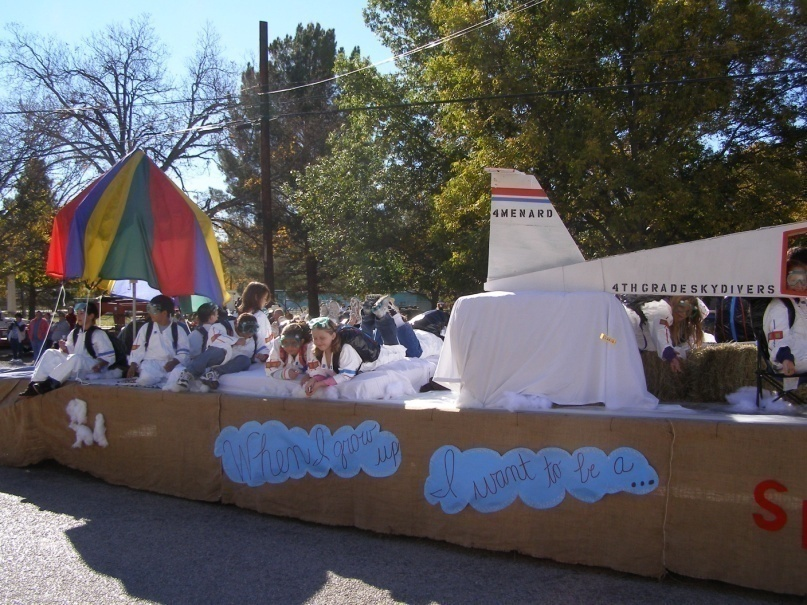 4MENARD
4TH GRADE SKYDIVERS
When I grow up
I want to be a...
S